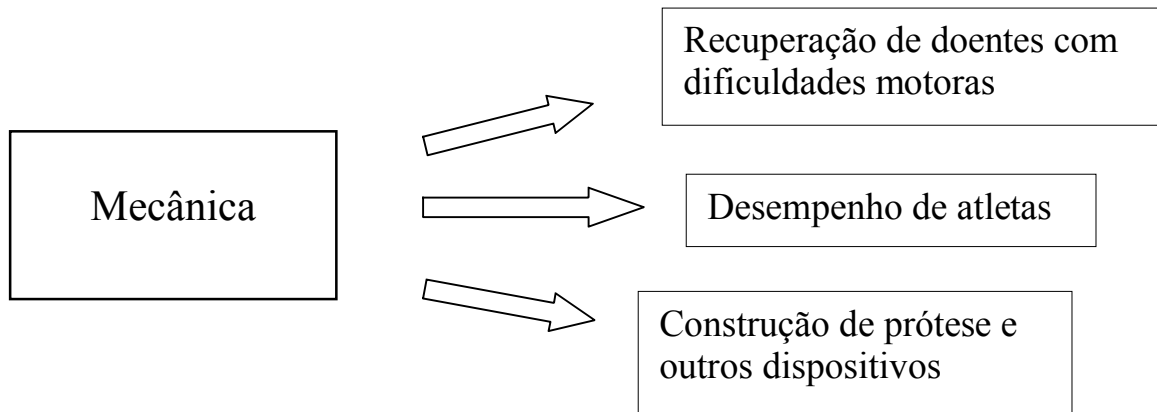 Recuperação de doentes com
dificuldades motoras
Mecânica
Desempenho de atletas
Construção de prótese e
outros dispositivos